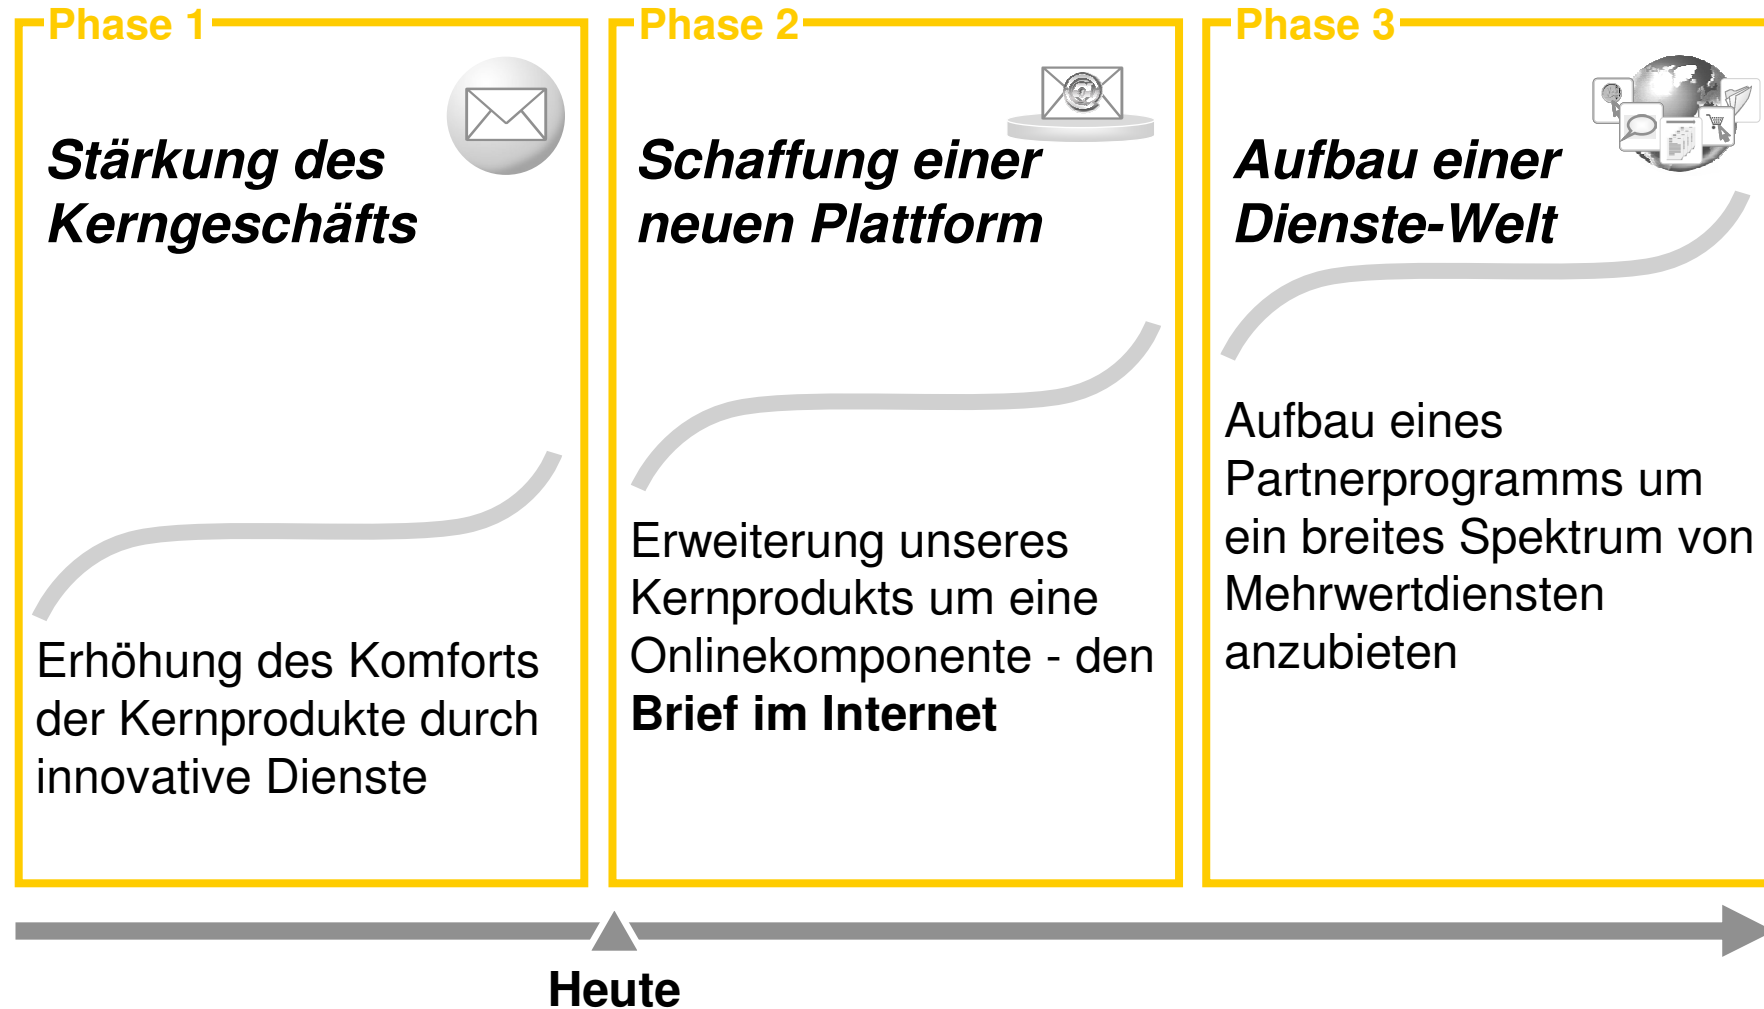 Phase 1
Stärkung des
Kerngeschäfts
Erhöhung des Komforts
der Kernprodukte durch
innovative Dienste
Phase 2
@
Schaffung einer
neuen Plattform
Erweiterung unseres
Kernprodukts um eine
Onlinekomponente - den
Brief im Internet
Phase 3
Aufbau einer
Dienste-Welt
Aufbau eines
Partnerprogramms um
ein breites Spektrum von
Mehrwertdiensten
anzubieten
Heute